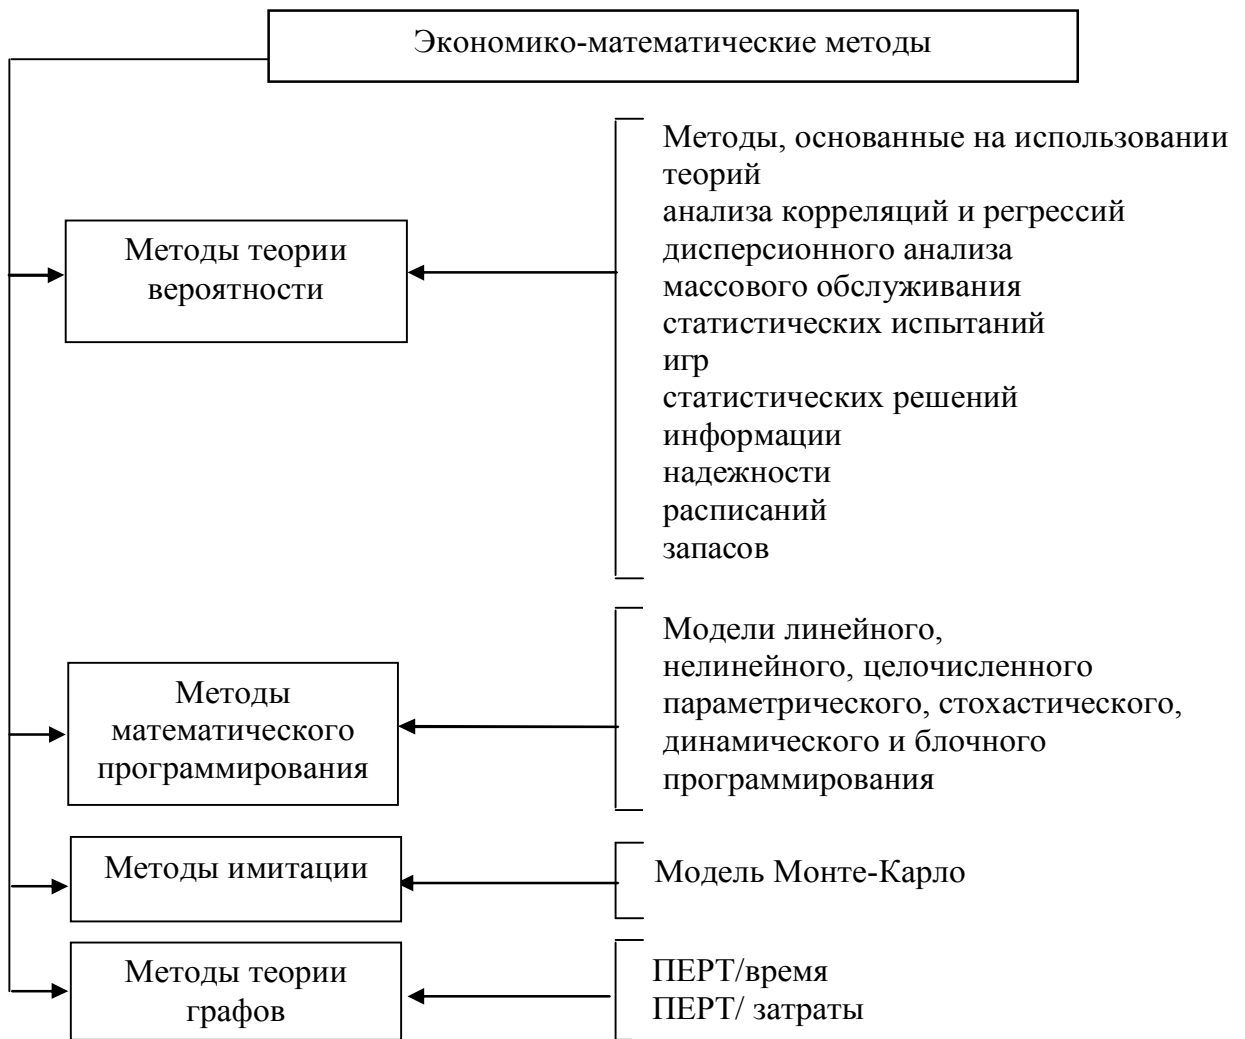 Экономико-математические методы
Методы теории
вероятности
Методы, основанные на использовании
теорий
анализа корреляций и регрессий
дисперсионного анализа
массового обслуживания
статистических испытаний
игр
статистических решений
информации
надежности
расписаний
запасов
Методы
математического
программирования
Модели линейного,
нелинейного, целочисленного
параметрического, стохастического,
динамического и блочного
программирования
Методы имитации
Модель Монте-Карло
Методы теории
графов
ПЕРТ/время
ПЕРТ/ затраты